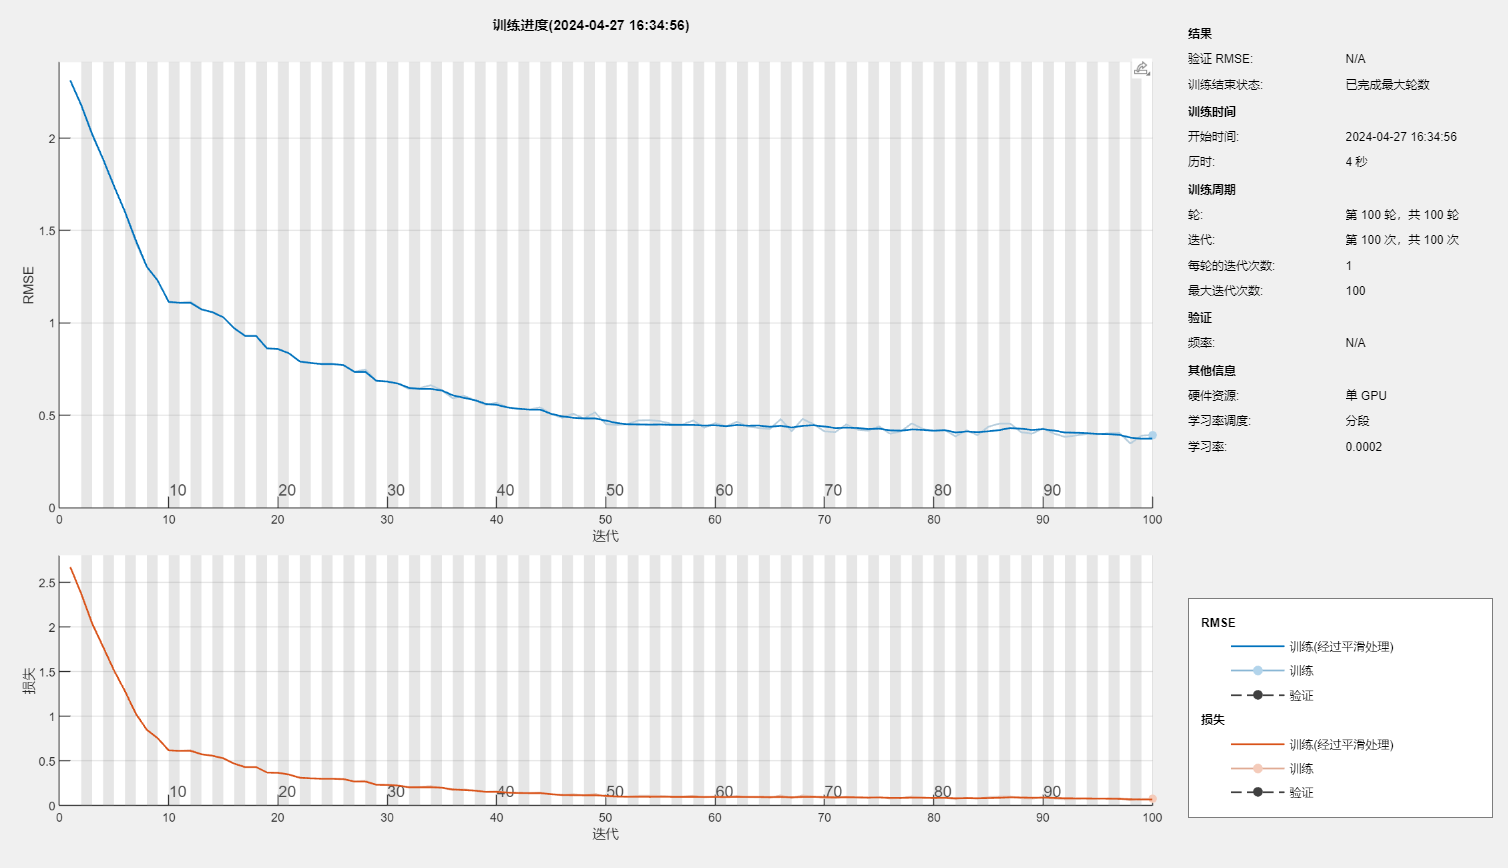 训练进度(2024-04-27 16:34:56)
RMSE
2
1.5
1
0.5
0
10 20 30 40 50 60 70 80 90
0 10 20 30 40 50 60 70 80 90 100
迭代
损失
2.5
2
1.5
1
0.5
0
10 20 30 40 50 60 70 80 90
0 10 20 30 40 50 60 70 80 90 100
迭代
结果
验证 RMSE: N/A
训练结束状态: 已完成最大轮数
训练时间
开始时间: 2024-04-27 16:34:56
历时: 4 秒
训练周期
轮: 第 100 轮，共 100 轮
迭代: 第 100 次，共 100 次
每轮的迭代次数: 1
最大迭代次数: 100
验证
频率: N/A
其他信息
硬件资源: 单 GPU
学习率调度: 分段
学习率: 0.0002
RMSE
训练(经过平滑处理)
训练
验证
损失
训练(经过平滑处理)
训练
验证